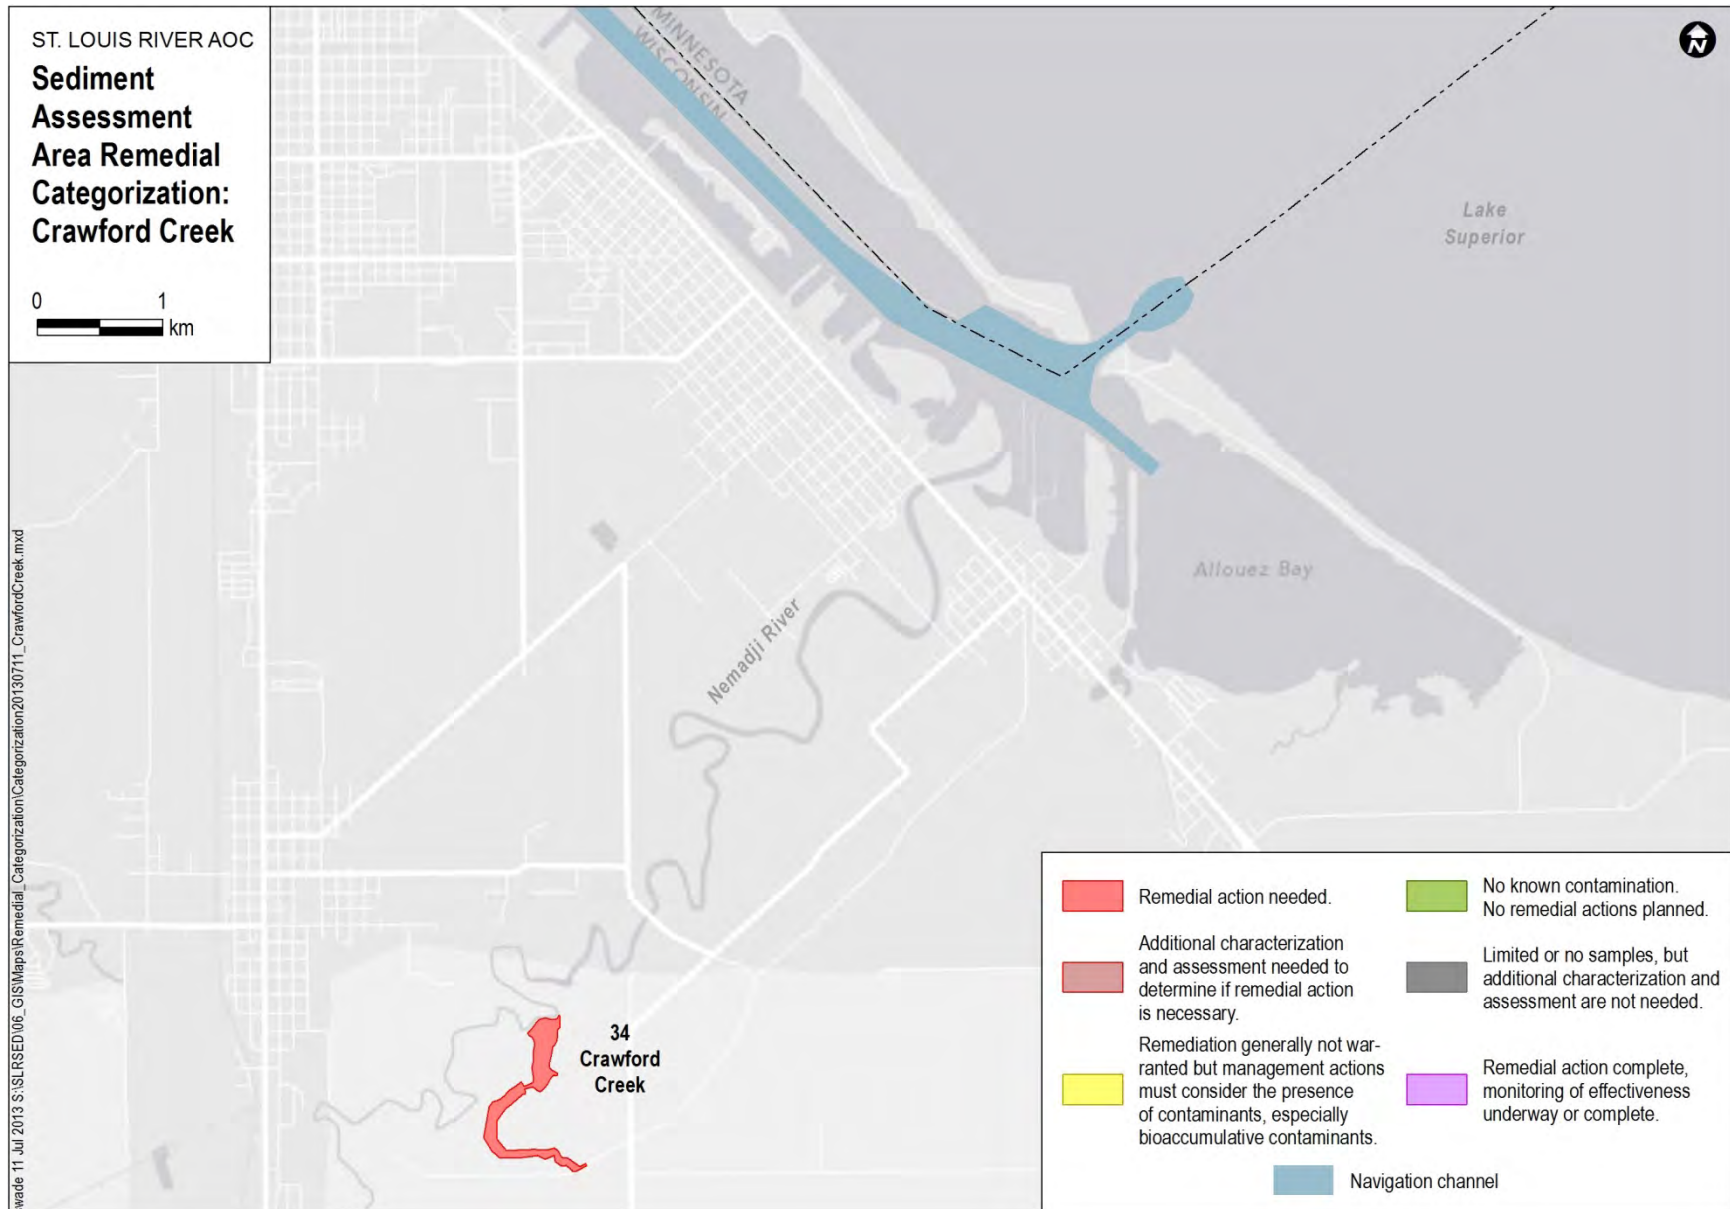 ST. LOUIS RIVER AOC
Sediment
Assessment
Area Remedial
Categorization:
Crawford Creek
0 1
km
MINNESOTA
WISCONSIN
N
Lake
Superior
Allouez Bay
Nemadji River
34
Crawford
Creek
Remedial action needed.
Additional characterization
and assessment needed to
determine if remedial action
is necessary.
Remediation generally not war-
ranted but management actions
must consider the presence
of contaminants, especially
bioaccumulative contaminants.
No known contamination.
No remedial actions planned.
Limited or no samples, but
additional characterization and
assessment are not needed.
Remedial action complete,
monitoring of effectiveness
underway or complete.
Navigation channel
wade 11 Jul 2013 S:\SLRSED\06_GIS\Maps\Remedial_Categorization\Categorization20130711_CrawfordCreek.mxd